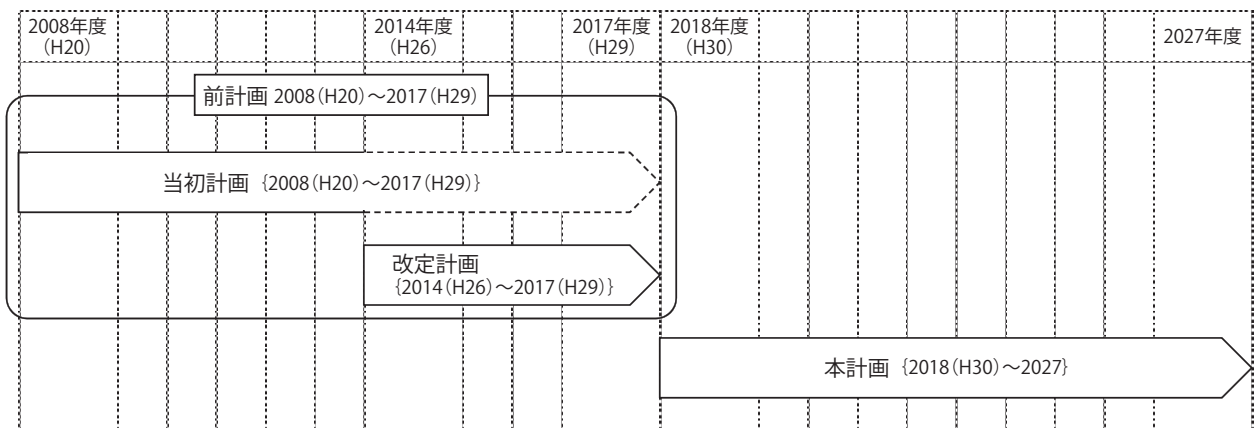 2008年度
（H20）
2014年度
（H26）
2017年度
（H29）
2018年度
（H30）
2027年度
前計画 2008（H20）～2017（H29）
当初計画｛2008（H20）～2017（H29）｝
改定計画
｛2014（H26）～2017（H29）｝
本計画｛2018（H30）～2027｝